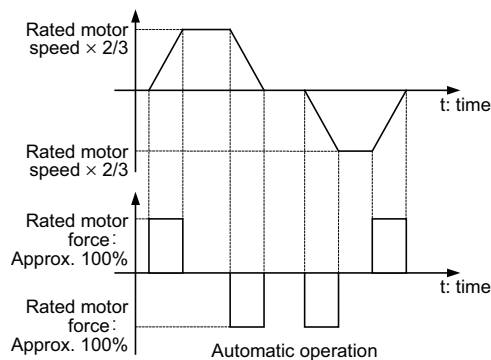 Rated motor
speed × 2/3
t: time
Rated motor
speed × 2/3
Rated motor
force:
Approx. 100%
t: time
Rated motor
force:
Approx. 100%
Automatic operation